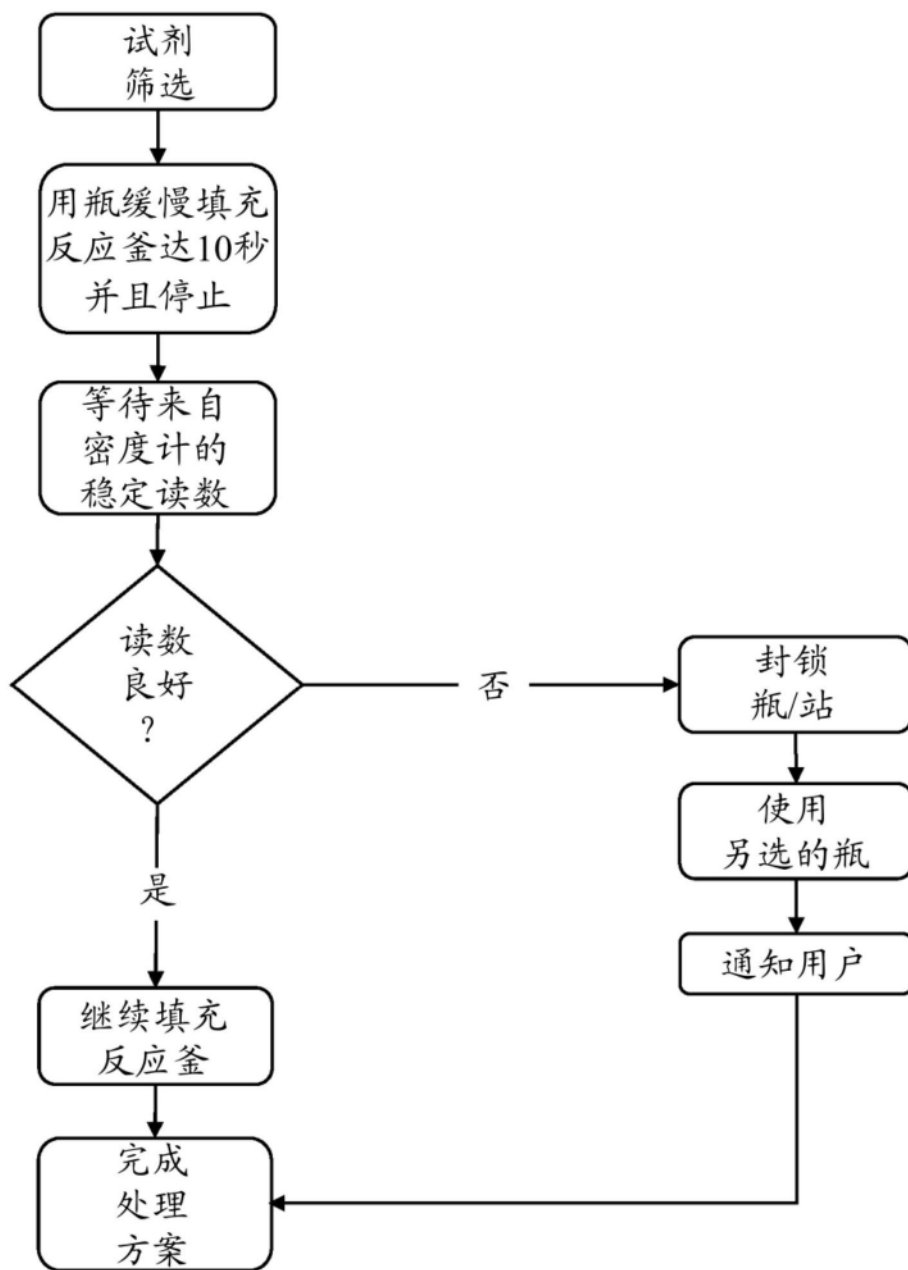 试剂
筛选
用瓶缓慢填充
反应釜达10秒
并且停止
等待来自
密度计的
稳定读数
读数
良好
?
否
封锁
瓶/站
使用
另选的瓶
通知用户
是
继续填充
反应釜
完成
处理
方案